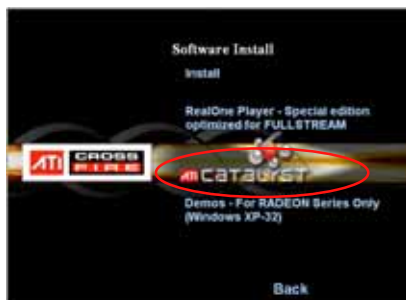 Software Install
Install
RealOne Player - Special edition
optimized for FULLSTREAM
ATI CROSS
FIRE
ATI CATALYST
Demos - For RADEON Series Only
(Windows XP-32)
Back